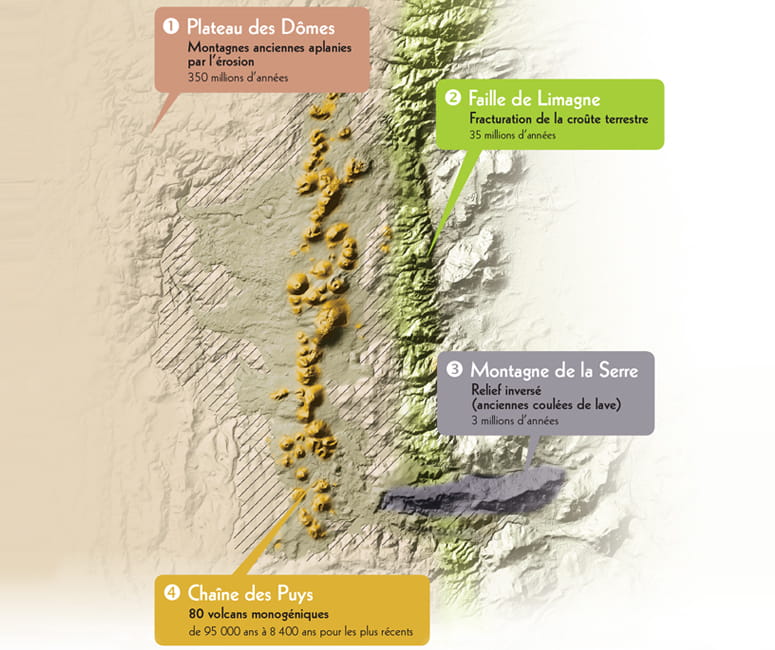 ❶ Plateau des Dômes
Montagnes anciennes aplanies
par l'érosion
350 millions d'années
❷ Faille de Limagne
Fracturation de la croûte terrestre
35 millions d'années
❸ Montagne de la Serre
Relief inversé
(anciennes coulées de lave)
3 millions d'années
❹ Chaîne des Puys
80 volcans monogéniques
de 95 000 ans à 8 400 ans pour les plus récents